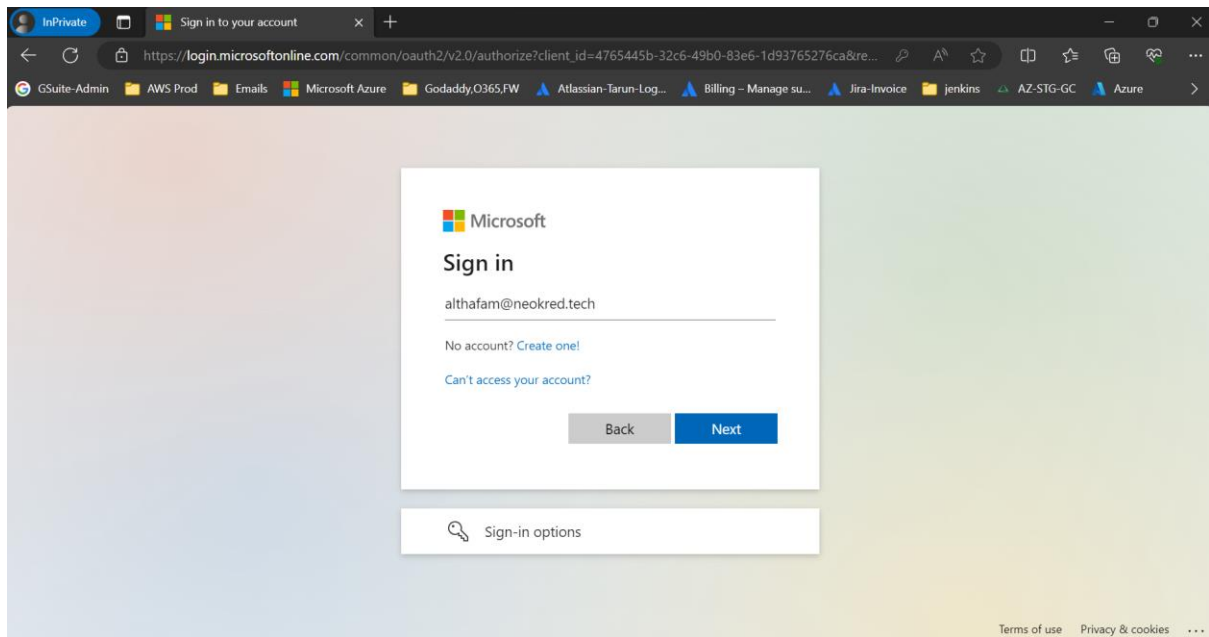 InPrivate
Sign in to your account
https://login.microsoftonline.com/common/oauth2/v2.0/authorize?client_id=4765445b-32c6-49b0-83e6-1d93765276ca&re...
GSuite-Admin AWS Prod Emails Microsoft Azure Godaddy,O365,FW Atlassian-Tarun-Log... Billing – Manage su... Jira-Invoice jenkins AZ-STG-GC Azure
Microsoft
Sign in
althafam@neokred.tech
No account? Create one!
Can't access your account?
Back Next
Sign-in options
Terms of use Privacy & cookies ...